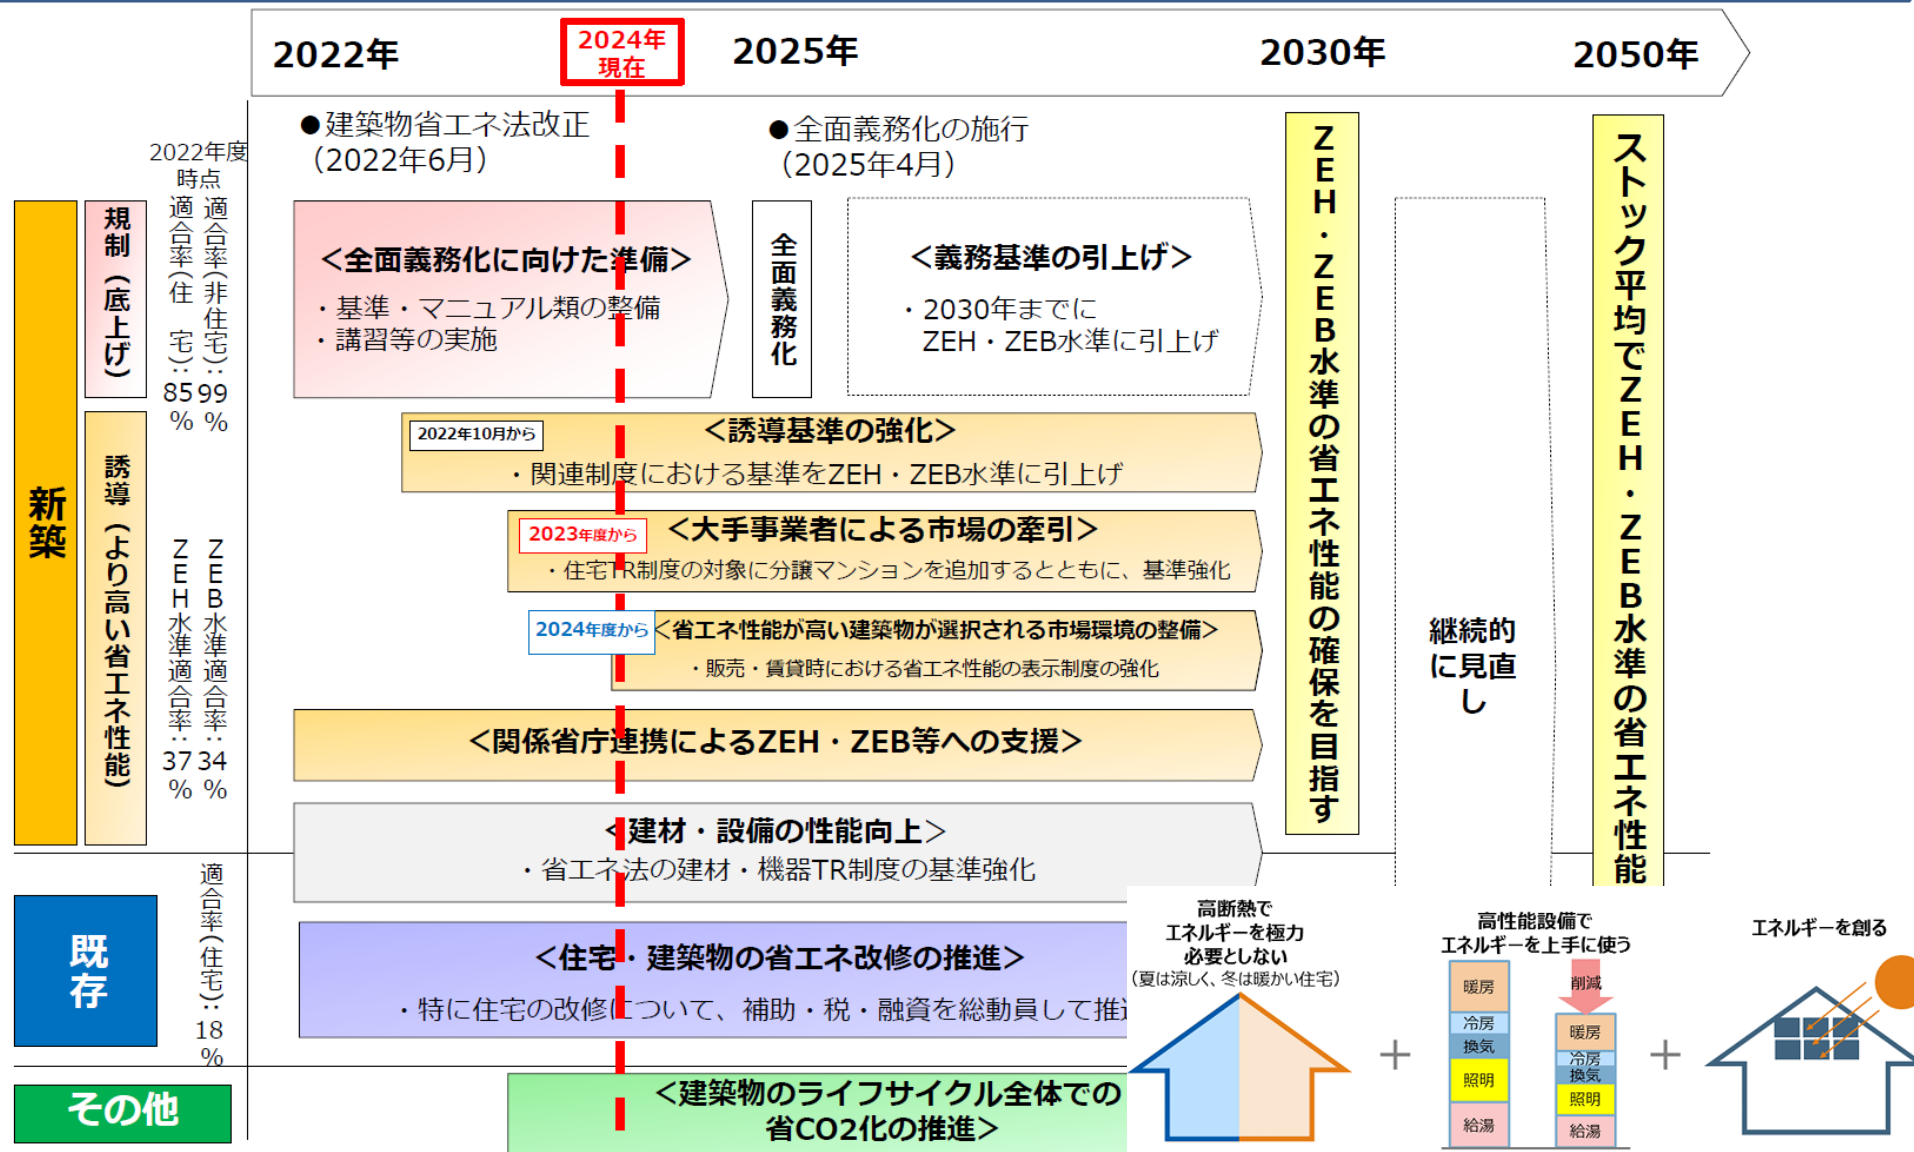 2022年
2024年
現在
2025年
2030年
2050年
●建築物省エネ法改正
（2022年6月）
●全面義務化の施行
（2025年4月）
2022年度
時点
新築
規制（底上げ）
適合率(非住宅)：99%
適合率(住　宅)：85%
＜全面義務化に向けた準備＞
・基準・マニュアル類の整備
・講習等の実施
全面義務化
＜義務基準の引上げ＞
・2030年までに
ZEH・ZEB水準に引上げ
誘導（より高い省エネ性能）
ZEB水準適合率：34%
ZEH水準適合率：37%
2022年10月から
＜誘導基準の強化＞
・関連制度における基準をZEH・ZEB水準に引上げ
2023年度から
＜大手事業者による市場の牽引＞
・住宅TR制度の対象に分譲マンションを追加するとともに、基準強化
2024年度から
＜省エネ性能が高い建築物が選択される市場環境の整備＞
・販売・賃貸時における省エネ性能の表示制度の強化
＜関係省庁連携によるZEH・ZEB等への支援＞
＜建材・設備の性能向上＞
・省エネ法の建材・機器TR制度の基準強化
ZEH・ZEB水準の省エネ性能の確保を目指す
継続的
に見直
し
ストック平均でZEH・ZEB水準の省エネ性能
既存
適合率(住宅)：18%
＜住宅・建築物の省エネ改修の推進＞
・特に住宅の改修について、補助・税・融資を総動員して推
その他
＜建築物のライフサイクル全体での
省CO2化の推進＞
高断熱で
エネルギーを極力
必要としない
（夏は涼しく、冬は暖かい住宅）
＋
高性能設備で
エネルギーを上手に使う
暖房
冷房
換気
照明
給湯
削減
暖房
冷房
換気
照明
給湯
＋
エネルギーを創る